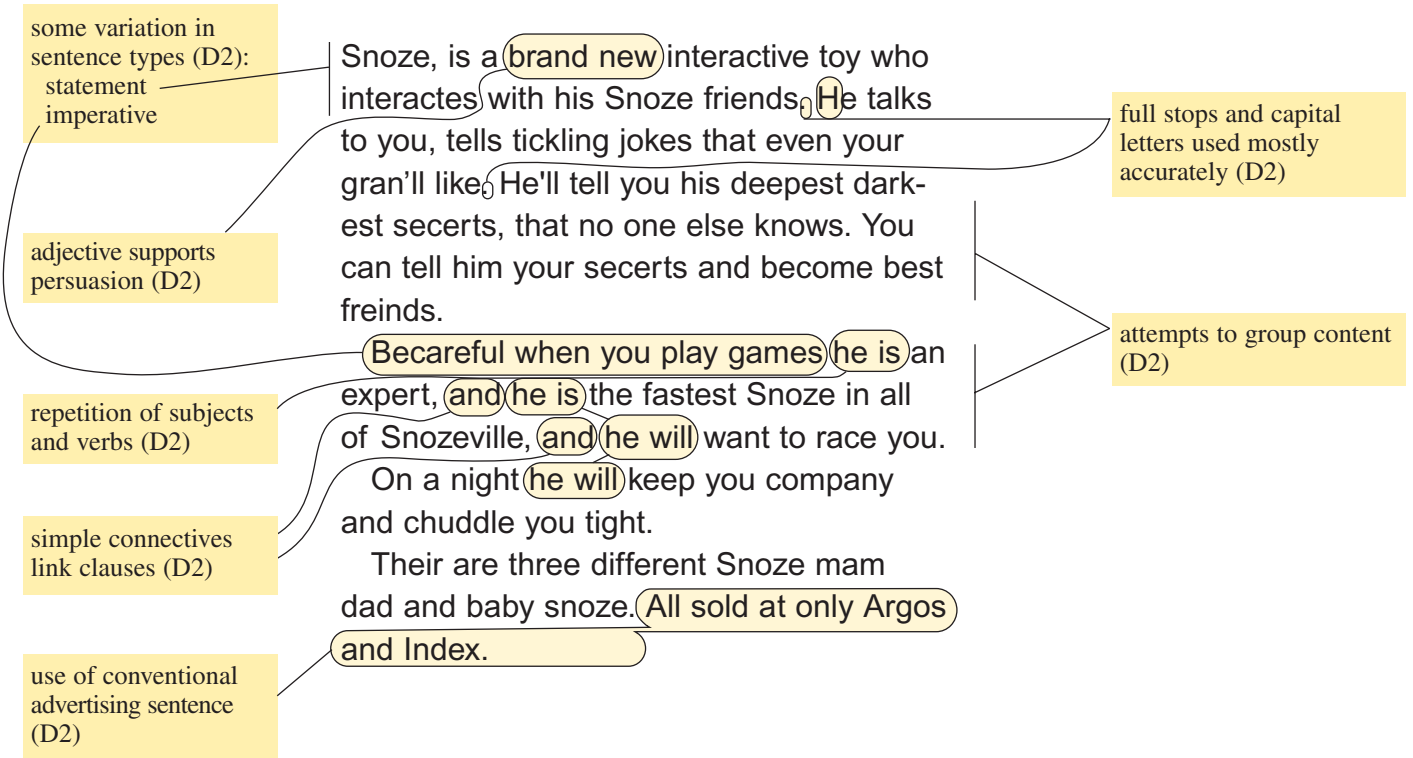 some variation in
sentence types (D2):
statement
imperative
adjective supports
persuasion (D2)
repetition of subjects
and verbs (D2)
simple connectives
link clauses (D2)
use of conventional
advertising sentence
(D2)
Snoze, is a brand new interactive toy who
interactes with his Snoze friends. He talks
to you, tells tickling jokes that even your
gran’ll like. He'll tell you his deepest dark-
est secerts, that no one else knows. You
can tell him your secerts and become best
freinds.
Becareful when you play games he is an
expert, and he is the fastest Snoze in all
of Snozeville, and he will want to race you.
On a night he will keep you company
and chuddle you tight.
Their are three different Snoze mam
dad and baby snoze. All sold at only Argos
and Index.
full stops and capital
letters used mostly
accurately (D2)
attempts to group content
(D2)